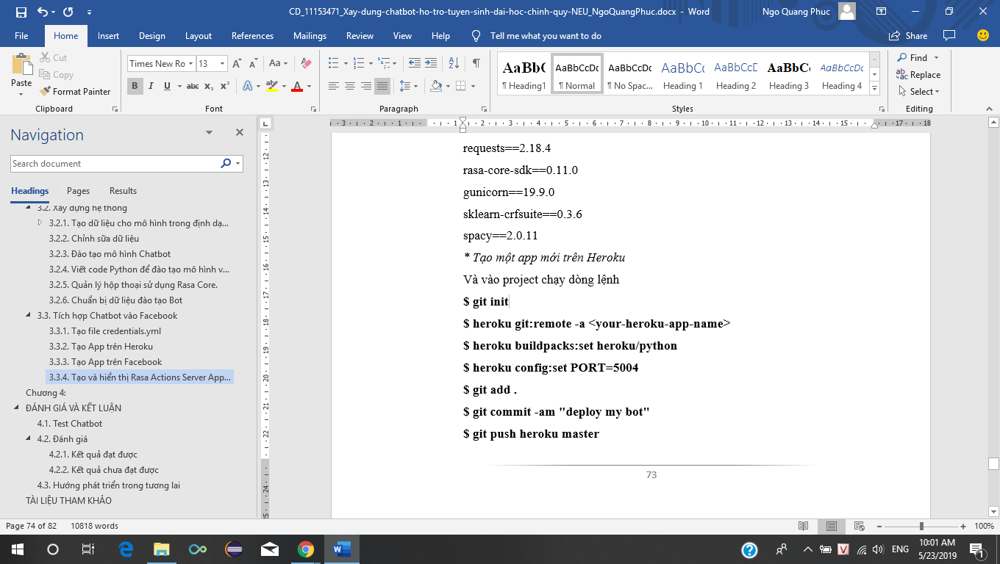 CD_11153471_Xay-dung-chatbot-ho-tro-tuyen-sinh-dai-hoc-chinh-quy-NEU_NgoQuangPhuc.docx - Word
Ngo Quang Phuc
File Home Insert Design Layout References Mailings Review View Help Tell me what you want to do Share
Paste
Cut
Copy
Format Painter
Clipboard
Times New Ro 13
Font
Paragraph
AaBbC AaBbCcDc AaBbCcDc AaBbCc AaBbCcD AaBbCc AaBbCcDc
¶ Heading1 ¶ Normal ¶ No Spac... Heading 1 Heading 2 Heading 3 Heading 4
Styles
Find
Replace
Select
Editing
Navigation
Search document
Headings Pages Results
3.2. Xây dựng hệ thống
3.2.1. Tạo dữ liệu cho mô hình trong định dạ...
3.2.2. Chỉnh sữa dữ liệu
3.2.3. Đào tạo mô hình Chatbot
3.2.4. Viết code Python để đào tạo mô hình v...
3.2.5. Quản lý hộp thoại sử dụng Rasa Core.
3.2.6. Chuẩn bị dữ liệu đào tạo Bot
3.3. Tích hợp Chatbot vào Facebook
3.3.1. Tạo file credentials.yml
3.3.2. Tạo App trên Heroku
3.3.3. Tạo App trên Facebook
3.3.4. Tạo và hiển thị Rasa Actions Server App...
Chương 4:
ĐÁNH GIÁ VÀ KẾT LUẬN
4.1. Test Chatbot
4.2. Đánh giá
4.2.1. Kết quả đạt được
4.2.2. Kết quả chưa đạt được
4.3. Hướng phát triển trong tương lai
TÀI LIỆU THAM KHẢO
requests==2.18.4
rasa-core-sdk==0.11.0
gunicorn==19.9.0
sklearn-crfsuite==0.3.6
spacy==2.0.11
* Tạo một app mới trên Heroku
Và vào project chạy dòng lệnh
$ git init
$ heroku git:remote -a <your-heroku-app-name>
$ heroku buildpacks:set heroku/python
$ heroku config:set PORT=5004
$ git add .
$ git commit -am "deploy my bot"
$ git push heroku master
73
Page 74 of 82 10818 words
100%
ENG
10:01 AM
5/23/2019